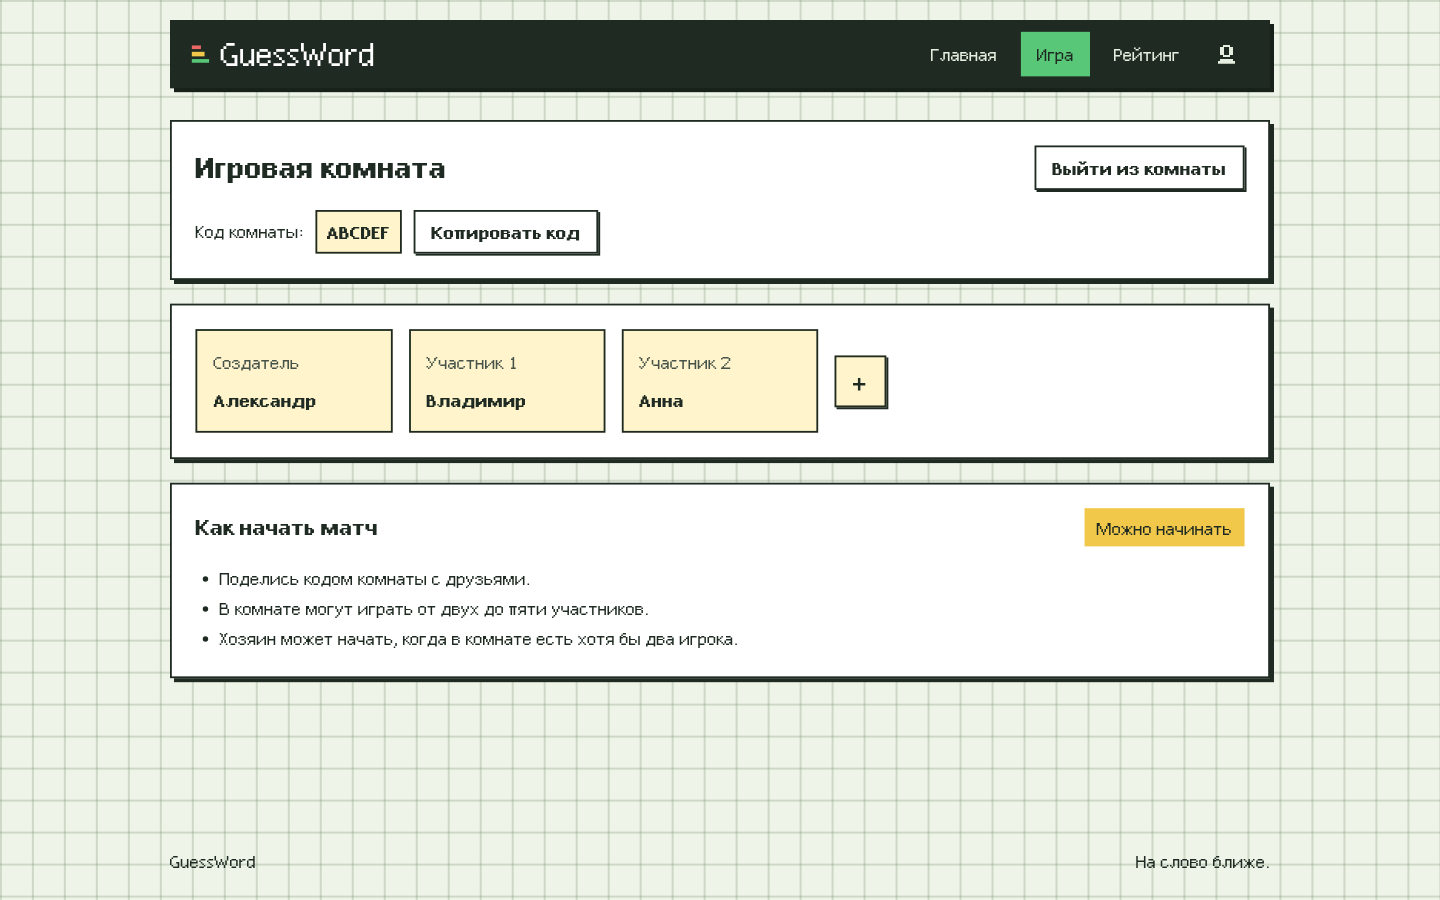 GuessWord
Главная Игра Рейтинг
Игровая комната
Выйти из комнаты
Код комнаты: ABCDEF Копировать код
Создатель
Александр
Участник 1
Владимир
Участник 2
Анна
+
Как начать матч
Можно начинать
• Поделись кодом комнаты с друзьями.
• В комнате могут играть от двух до пяти участников.
• Хозяин может начать, когда в комнате есть хотя бы два игрока.
GuessWord
На слово ближе.